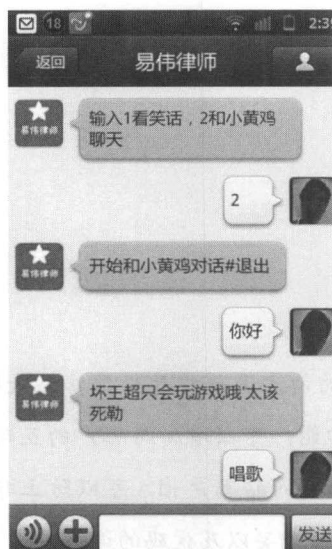 18
2:3
返回
易伟律师
易伟律师
输入1看笑话，2和小黄鸡
聊天
2
易伟律师
开始和小黄鸡对话#退出
你好
易伟律师
坏王超只会玩游戏哦'太该
死勒
唱歌
发送